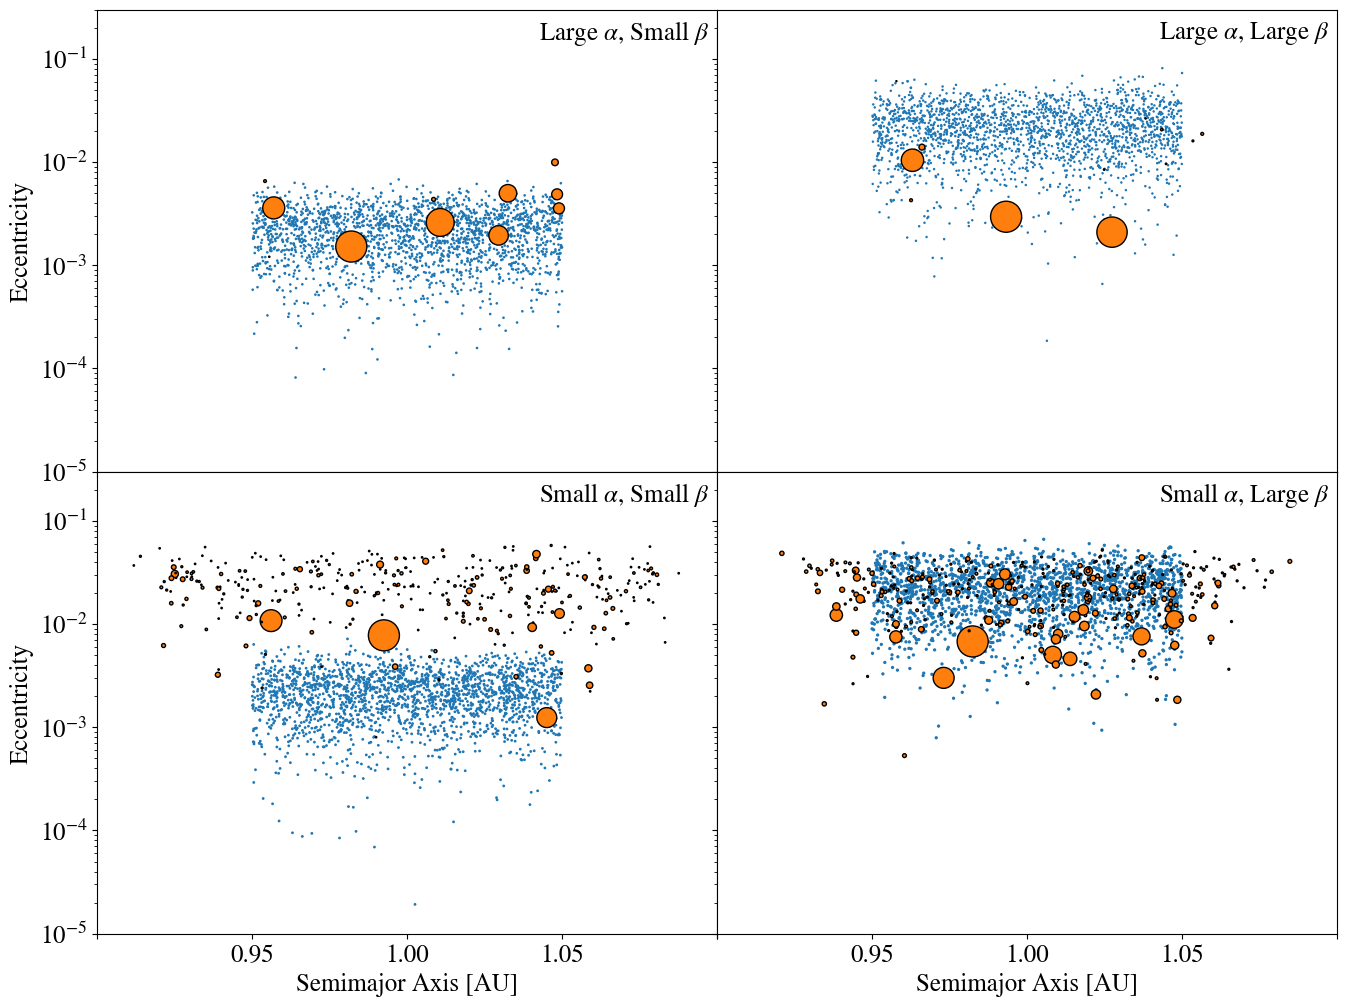 Large α, Small β
Large α, Large β
10⁻¹
10⁻²
10⁻³
10⁻⁴
10⁻⁵
Eccentricity
Small α, Small β
Small α, Large β
10⁻¹
10⁻²
10⁻³
10⁻⁴
10⁻⁵
Eccentricity
0.95 1.00 1.05
0.95 1.00 1.05
Semimajor Axis [AU]
Semimajor Axis [AU]